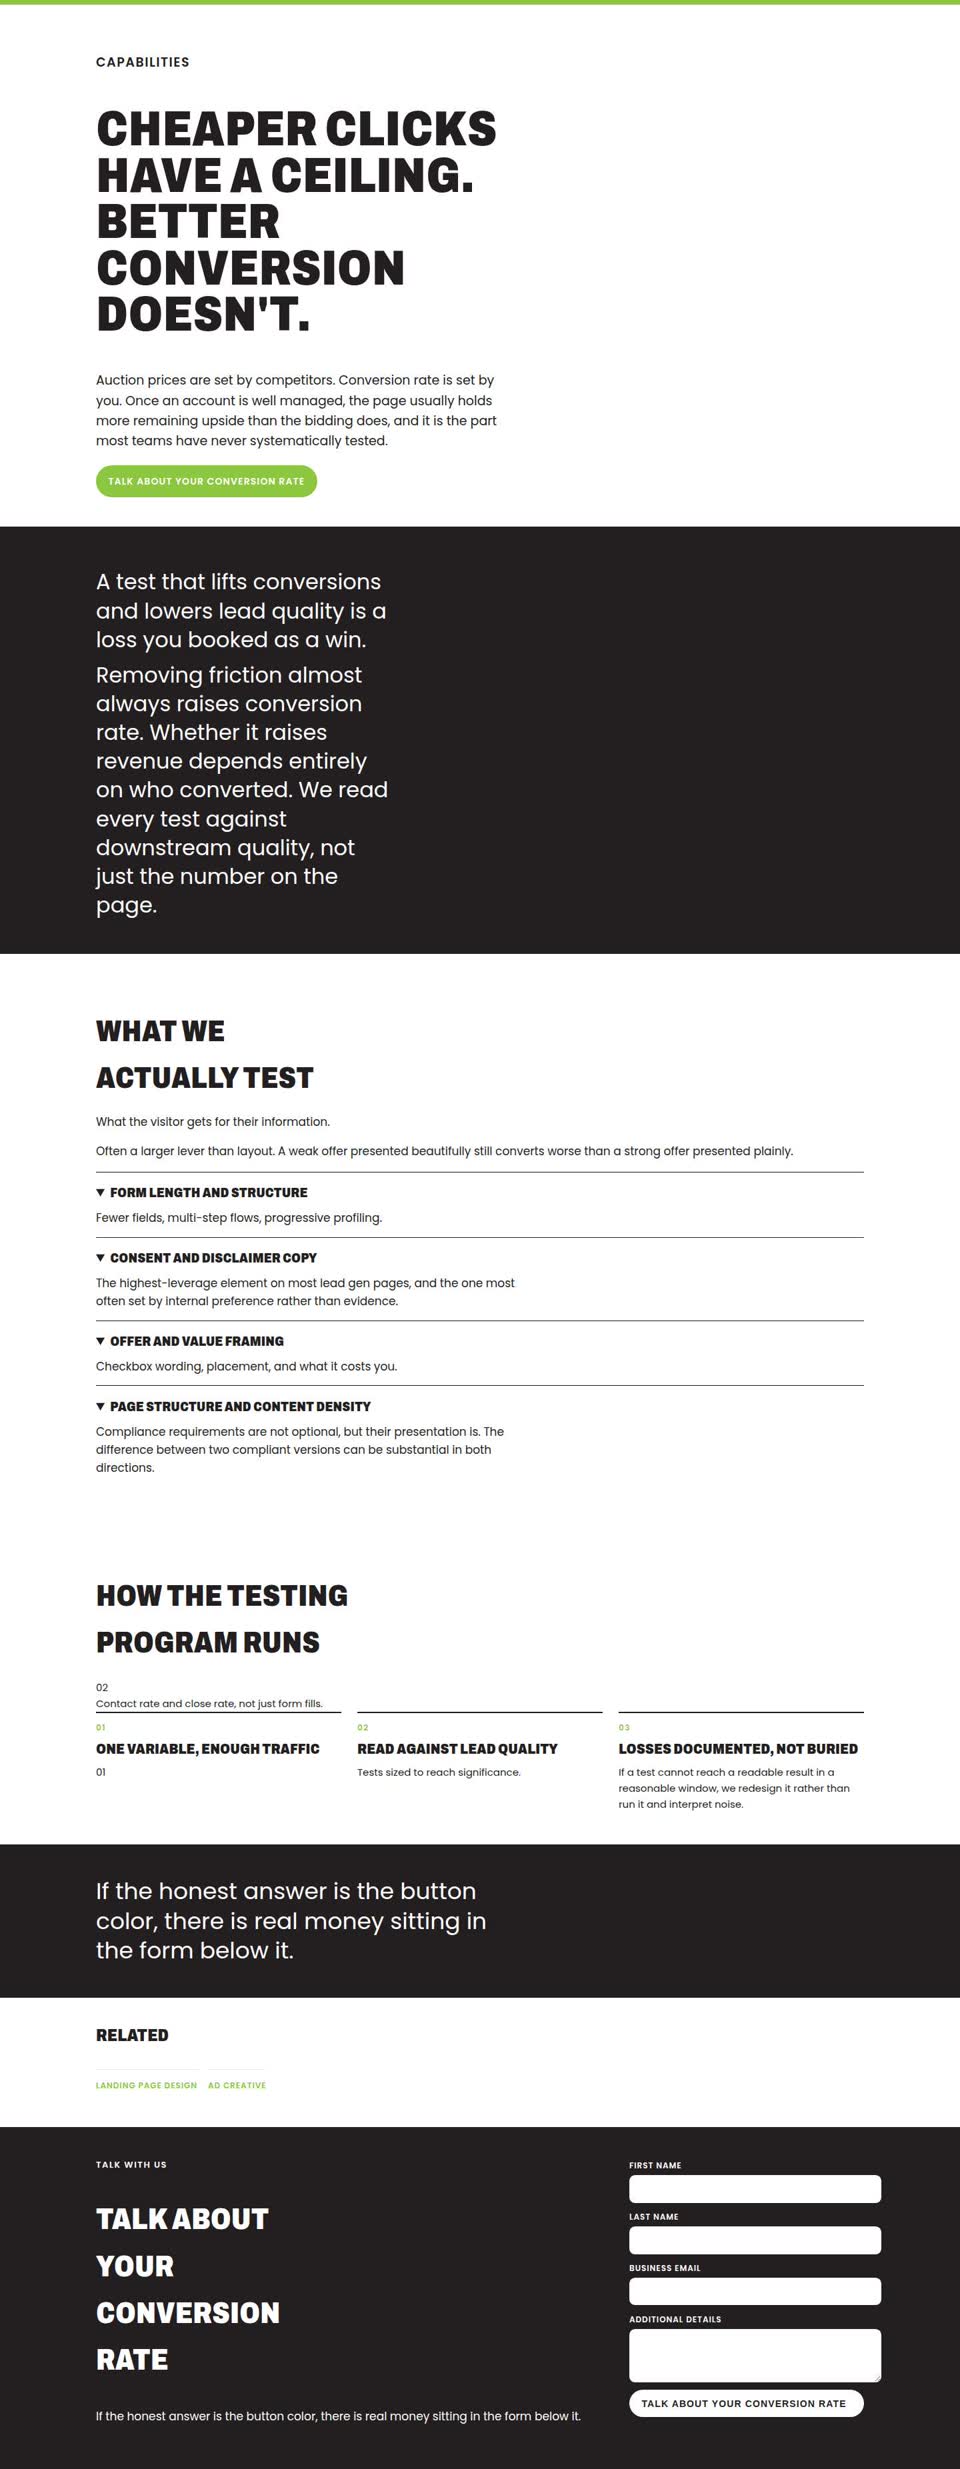 CAPABILITIES
CHEAPER CLICKS
HAVE A CEILING.
BETTER
CONVERSION
DOESN'T.
Auction prices are set by competitors. Conversion rate is set by
you. Once an account is well managed, the page usually holds
more remaining upside than the bidding does, and it is the part
most teams have never systematically tested.
TALK ABOUT YOUR CONVERSION RATE
A test that lifts conversions
and lowers lead quality is a
loss you booked as a win.
Removing friction almost
always raises conversion
rate. Whether it raises
revenue depends entirely
on who converted. We read
every test against
downstream quality, not
just the number on the
page.
WHAT WE
ACTUALLY TEST
What the visitor gets for their information.
Often a larger lever than layout. A weak offer presented beautifully still converts worse than a strong offer presented plainly.
FORM LENGTH AND STRUCTURE
Fewer fields, multi-step flows, progressive profiling.
CONSENT AND DISCLAIMER COPY
The highest-leverage element on most lead gen pages, and the one most
often set by internal preference rather than evidence.
OFFER AND VALUE FRAMING
Checkbox wording, placement, and what it costs you.
PAGE STRUCTURE AND CONTENT DENSITY
Compliance requirements are not optional, but their presentation is. The
difference between two compliant versions can be substantial in both
directions.
HOW THE TESTING
PROGRAM RUNS
02
Contact rate and close rate, not just form fills.
01
ONE VARIABLE, ENOUGH TRAFFIC
01
02
READ AGAINST LEAD QUALITY
Tests sized to reach significance.
03
LOSSES DOCUMENTED, NOT BURIED
If a test cannot reach a readable result in a
reasonable window, we redesign it rather than
run it and interpret noise.
If the honest answer is the button
color, there is real money sitting in
the form below it.
RELATED
LANDING PAGE DESIGN
AD CREATIVE
TALK WITH US
TALK ABOUT
YOUR
CONVERSION
RATE
If the honest answer is the button color, there is real money sitting in the form below it.
FIRST NAME
LAST NAME
BUSINESS EMAIL
ADDITIONAL DETAILS
TALK ABOUT YOUR CONVERSION RATE